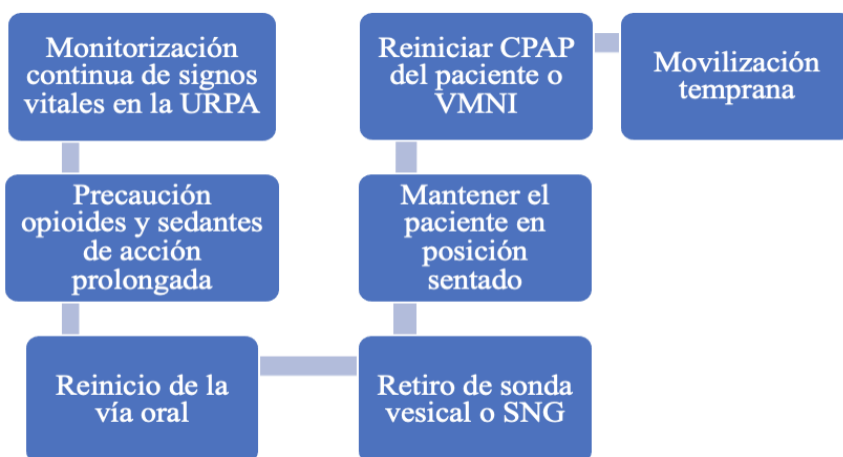 Monitorización
continua de signos
vitales en la URPA
Precaución
opioides y sedantes
de acción
prolongada
Reinicio de la
vía oral
Retiro de sonda
vesical o SNG
Mantener el
paciente en
posición
sentado
Reiniciar CPAP
del paciente o
VMNI
Movilización
temprana